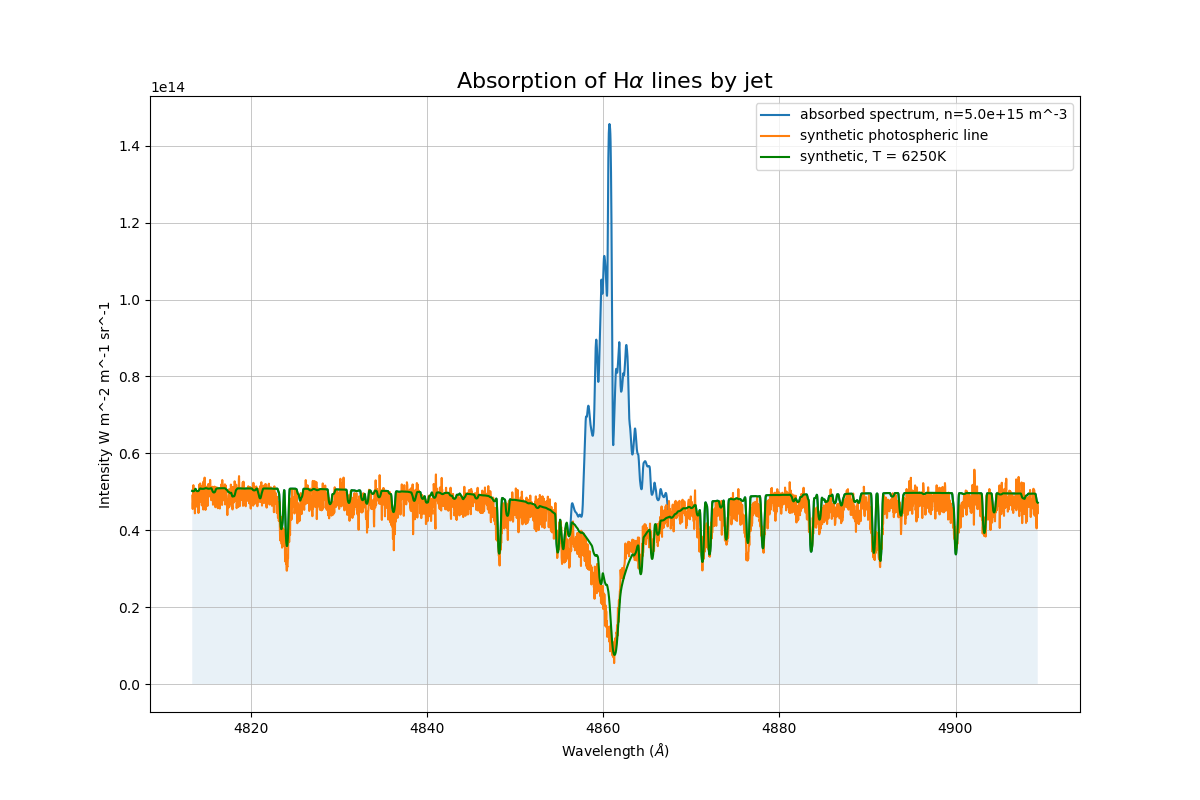 Absorption of Hα lines by jet
1e14
absorbed spectrum, n=5.0e+15 m^-3
synthetic photospheric line
synthetic, T = 6250K
1.4
1.2
1.0
0.8
0.6
0.4
0.2
0.0
Intensity W m^-2 m^-1 sr^-1
4820 4840 4860 4880 4900
Wavelength (Å)